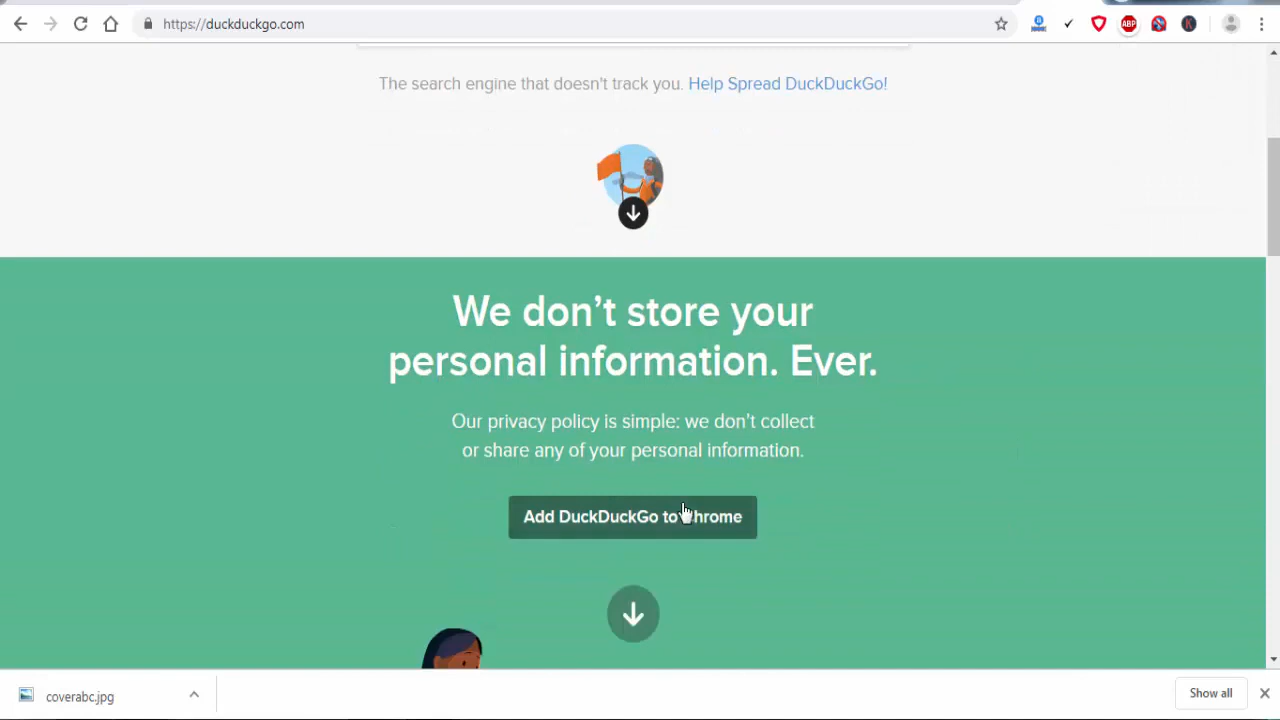 https://duckduckgo.com
ABP
The search engine that doesn't track you. Help Spread DuckDuckGo!
We don’t store your
personal information. Ever.
Our privacy policy is simple: we don’t collect
or share any of your personal information.
Add DuckDuckGo to Chrome
coverabc.jpg
Show all